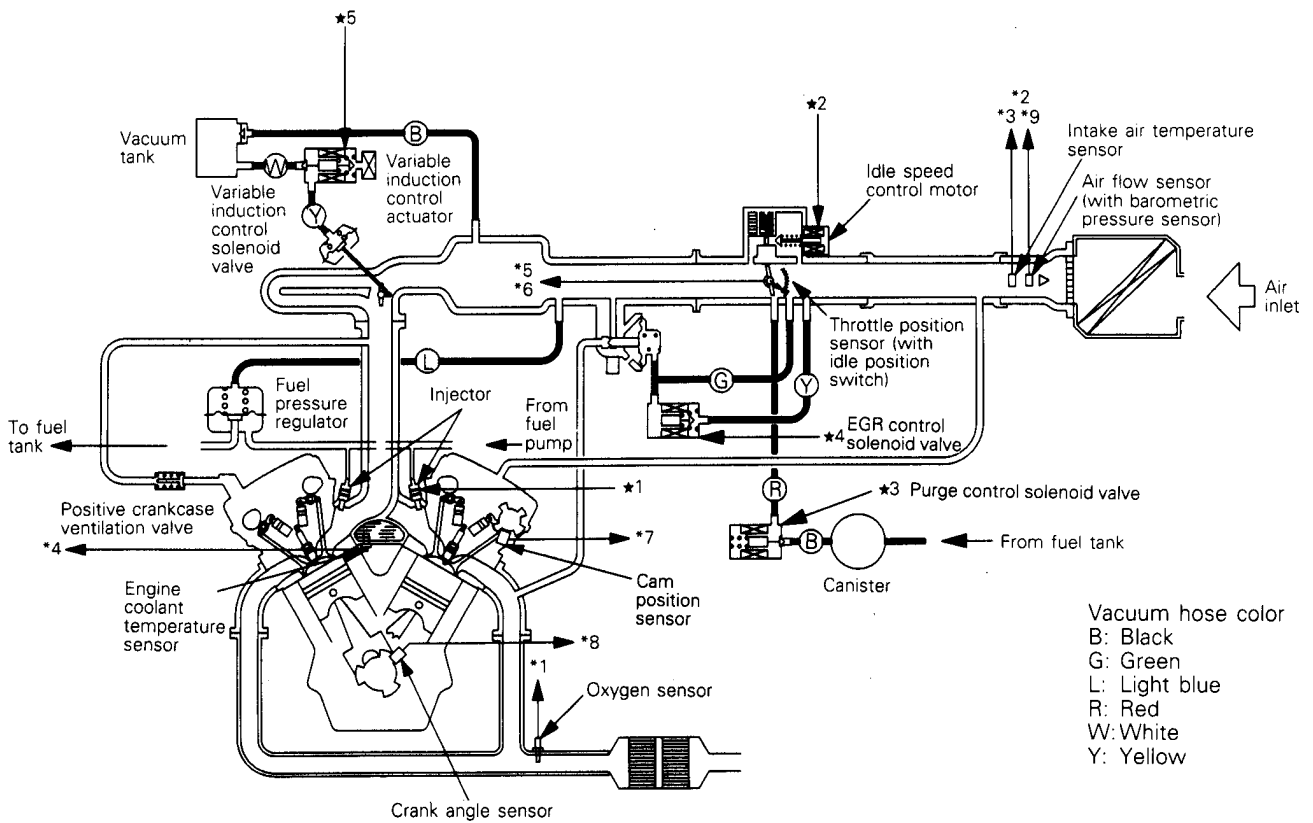 ★5
Vacuum
tank
B
W
Variable
induction
control
actuator
Variable
induction
control
solenoid
valve
Y
★2
Idle speed
control motor
*2
*3 *9
Intake air temperature
sensor
Air flow sensor
(with barometric
pressure sensor)
Air
inlet
*5
*6
Throttle position
sensor (with
idle position
switch)
L
G
Y
Fuel
pressure
regulator
Injector
From
fuel
pump
To fuel
tank
★4 EGR control
solenoid valve
★1
R
★3 Purge control solenoid valve
B
From fuel tank
Canister
Positive crankcase
ventilation valve
*4
*7
Engine
coolant
temperature
sensor
Cam
position
sensor
*8
*1
Oxygen sensor
Crank angle sensor
Vacuum hose color
B: Black
G: Green
L: Light blue
R: Red
W: White
Y: Yellow